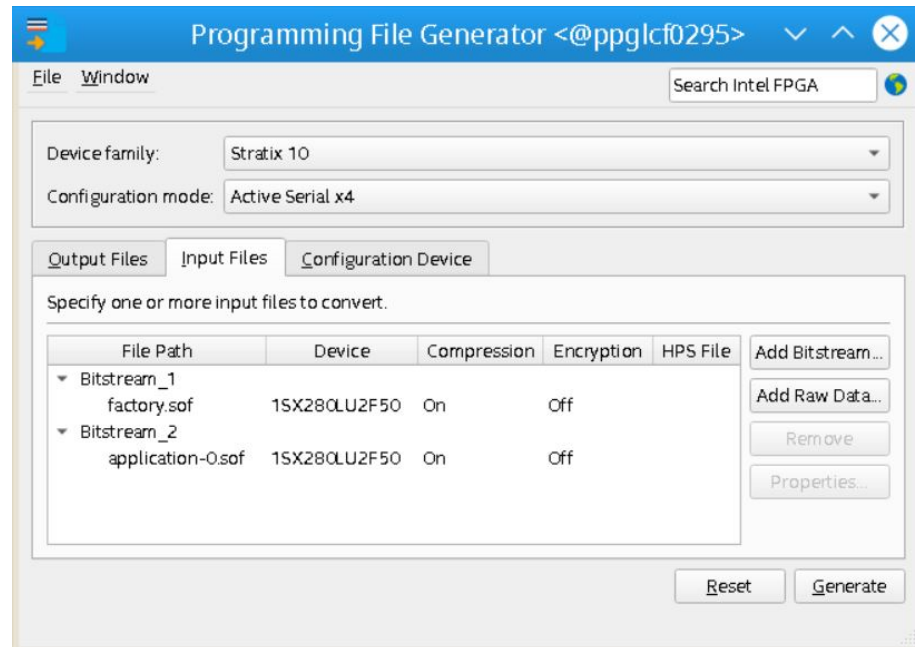 Programming File Generator <@ppglcf0295>
File Window Search Intel FPGA
Device family: Stratix 10
Configuration mode: Active Serial x4
Output Files Input Files Configuration Device
Specify one or more input files to convert.
File Path Device Compression Encryption HPS File Add Bitstream...
Bitstream_1
factory.sof 1SX280LU2F50 On Off Add Raw Data...
Bitstream_2 Remove
application-0.sof 1SX280LU2F50 On Off
Properties...
Reset Generate